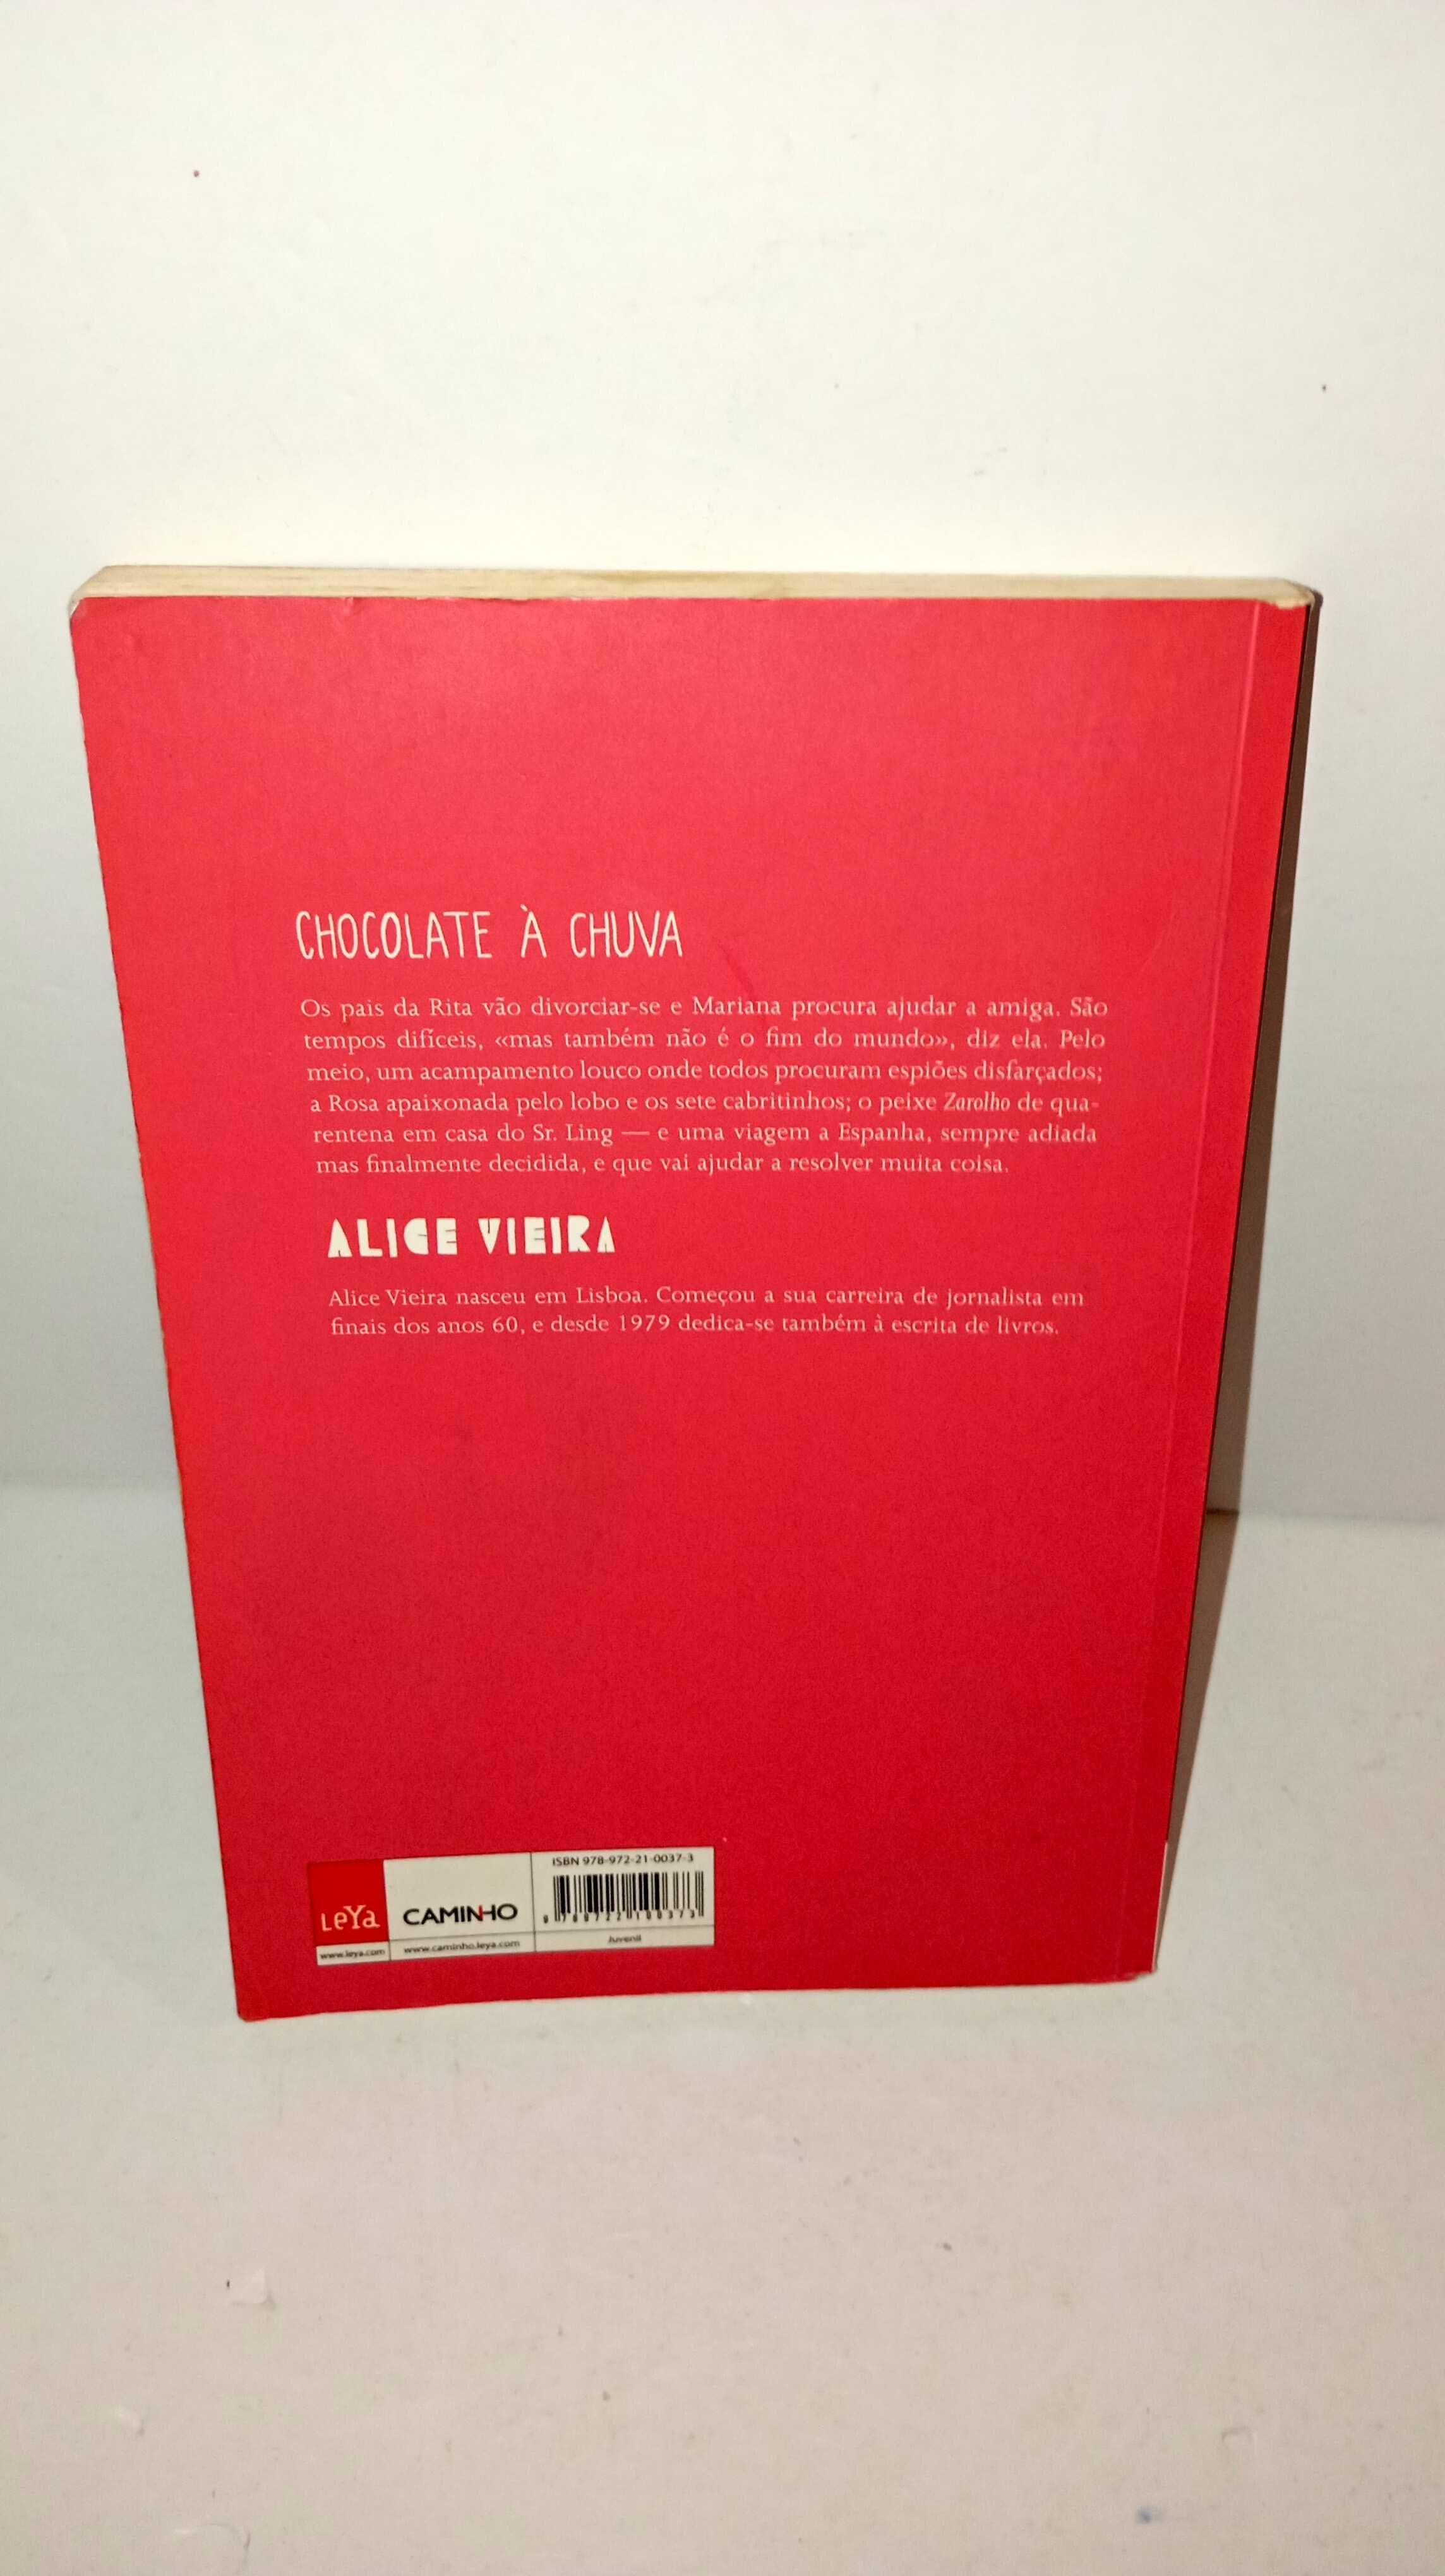 CHOCOLATE À CHUVA
Os pais da Rita vão divorciar-se e Mariana procura ajudar a amiga. São
tempos difíceis, «mas também não é o fim do mundo», diz ela. Pelo
meio, um acampamento louco onde todos procuram espiões disfarçados;
a Rosa apaixonada pelo lobo e os sete cabritinhos; o peixe Zarolho de qua-
rentena em casa do Sr. Ling — e uma viagem a Espanha, sempre adiada
mas finalmente decidida, e que vai ajudar a resolver muita coisa.
ALICE VIEIRA
Alice Vieira nasceu em Lisboa. Começou a sua carreira de jornalista em
finais dos anos 60, e desde 1979 dedica-se também à escrita de livros.
LeYa
www.leya.com
CAMINHO
www.caminho.leya.com
ISBN 978-972-21-0037-3
9 789722 100373
Juvenil